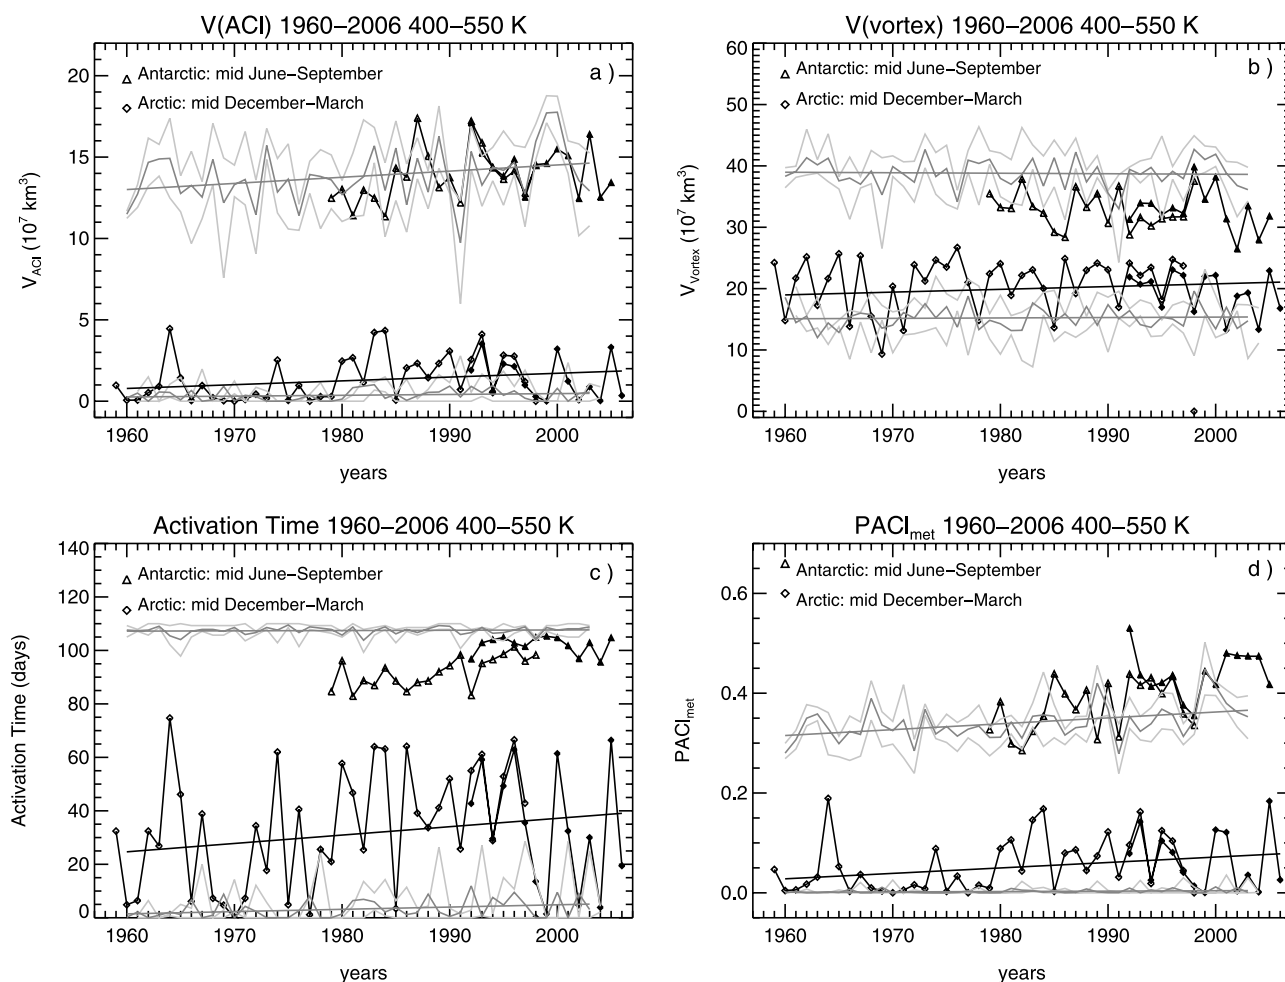 V(ACI) 1960–2006 400–550 K
a )
Antarctic: mid June–September
Arctic: mid December–March
20
15
10
5
0
V_ACI (10^7 km^3)
1960 1970 1980 1990 2000
years
V(vortex) 1960–2006 400–550 K
b )
Antarctic: mid June–September
Arctic: mid December–March
60
50
40
30
20
10
0
V_Vortex (10^7 km^3)
1960 1970 1980 1990 2000
years
Activation Time 1960–2006 400–550 K
c )
Antarctic: mid June–September
Arctic: mid December–March
140
120
100
80
60
40
20
0
Activation Time (days)
1960 1970 1980 1990 2000
years
PACI_met 1960–2006 400–550 K
d )
Antarctic: mid June–September
Arctic: mid December–March
0.6
0.4
0.2
0.0
PACI_met
1960 1970 1980 1990 2000
years